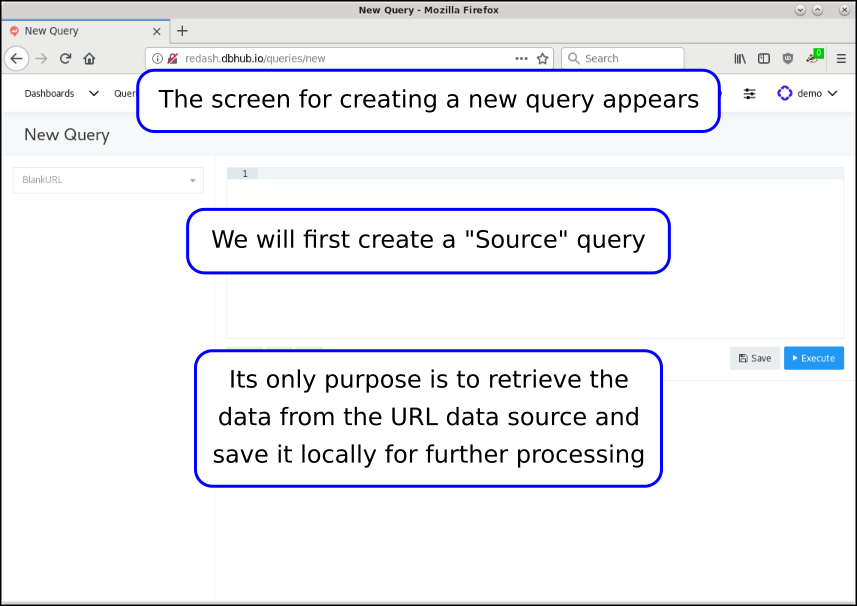 New Query - Mozilla Firefox
New Query
redash.dbhub.io/queries/new
Search
0
Dashboards
demo
The screen for creating a new query appears
New Query
BlankURL
1
We will first create a "Source" query
Save
Execute
Its only purpose is to retrieve the
data from the URL data source and
save it locally for further processing